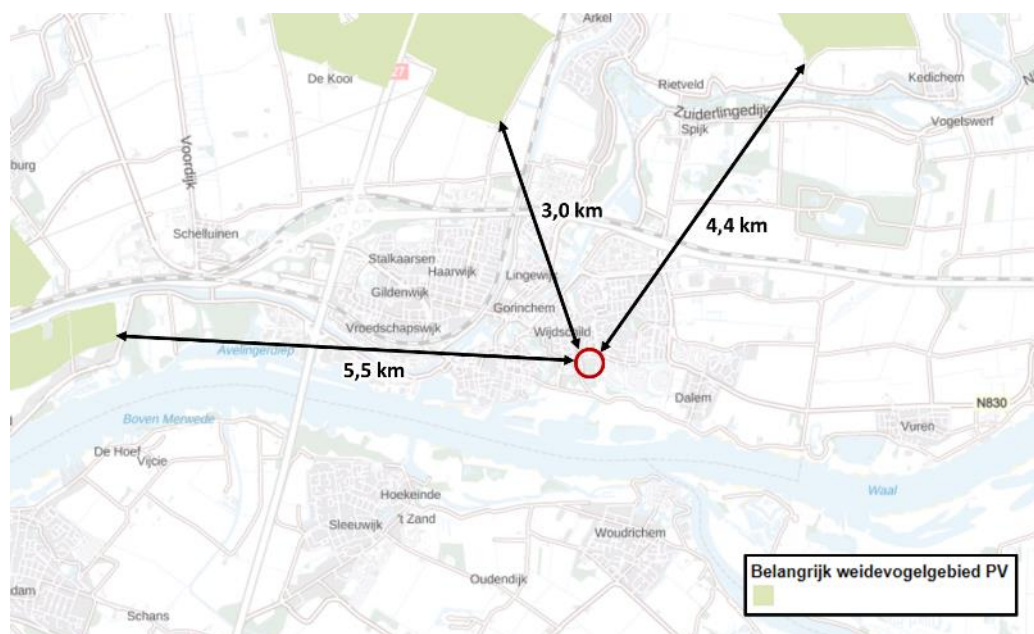 Arkel
De Kooi
27
Rietveld
Kedichem
Zuiderlingedijk
Spijk
Vogelswerf
burg
Voordijk
3,0 km
4,4 km
Schelluinen
Stalkaarsen
Haarwijk
Lingewijk
Gildenwijk
Gorinchem
Vroedschapswijk
Wijdschild
Avelingerdiep
5,5 km
Dalem
N830
Boven Merwede
Vuren
De Hoef
Vijcie
Waal
Hoekeinde
't Zand
Sleeuwijk
Woudrichem
Belangrijk weidevogelgebied PV
Oudendijk
dam
Schans